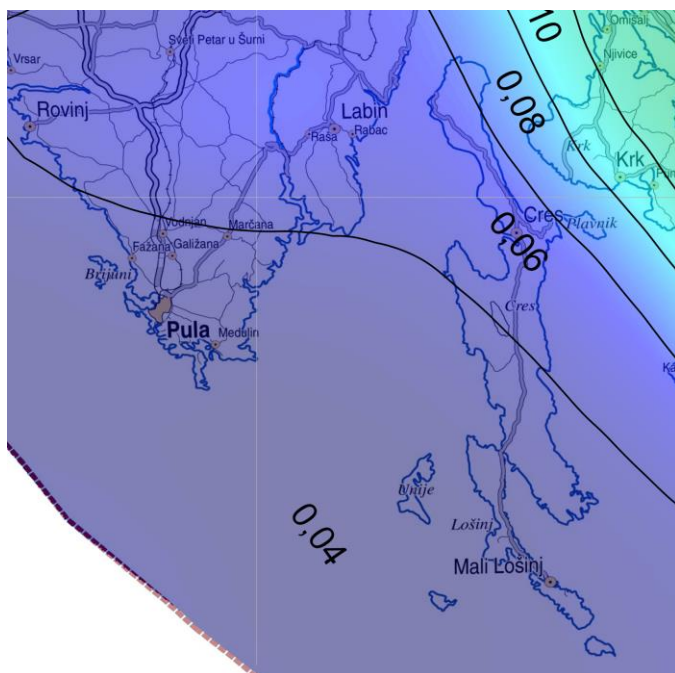 10
Omišalj
Sveti Petar u Šumi
Njivice
Vrsar
0,08
Rovinj
Labin
Raša
Rabac
Krk
Krk
Cres
Plavnik
Vodnjan
Marčana
0,06
Fažana
Galižana
Brijuni
Cres
Pula
Medulin
Unije
Lošinj
0,04
Mali Lošinj